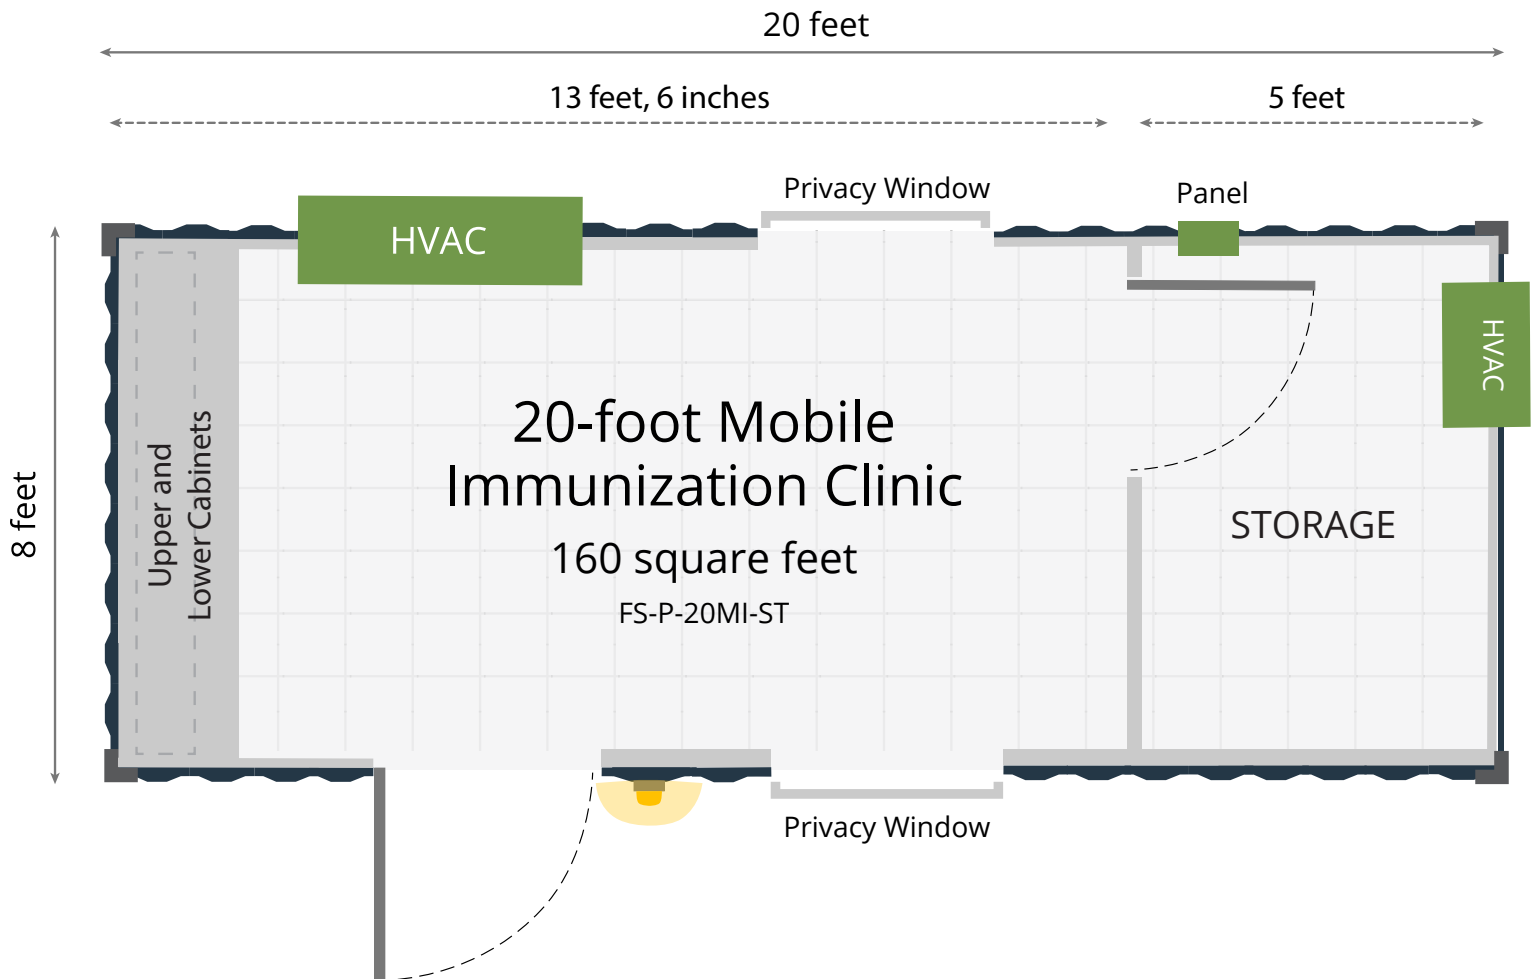 20 feet
13 feet, 6 inches
5 feet
Privacy Window
Panel
HVAC
HVAC
8 feet
Upper and
Lower Cabinets
20-foot Mobile
Immunization Clinic
160 square feet
FS-P-20MI-ST
STORAGE
Privacy Window